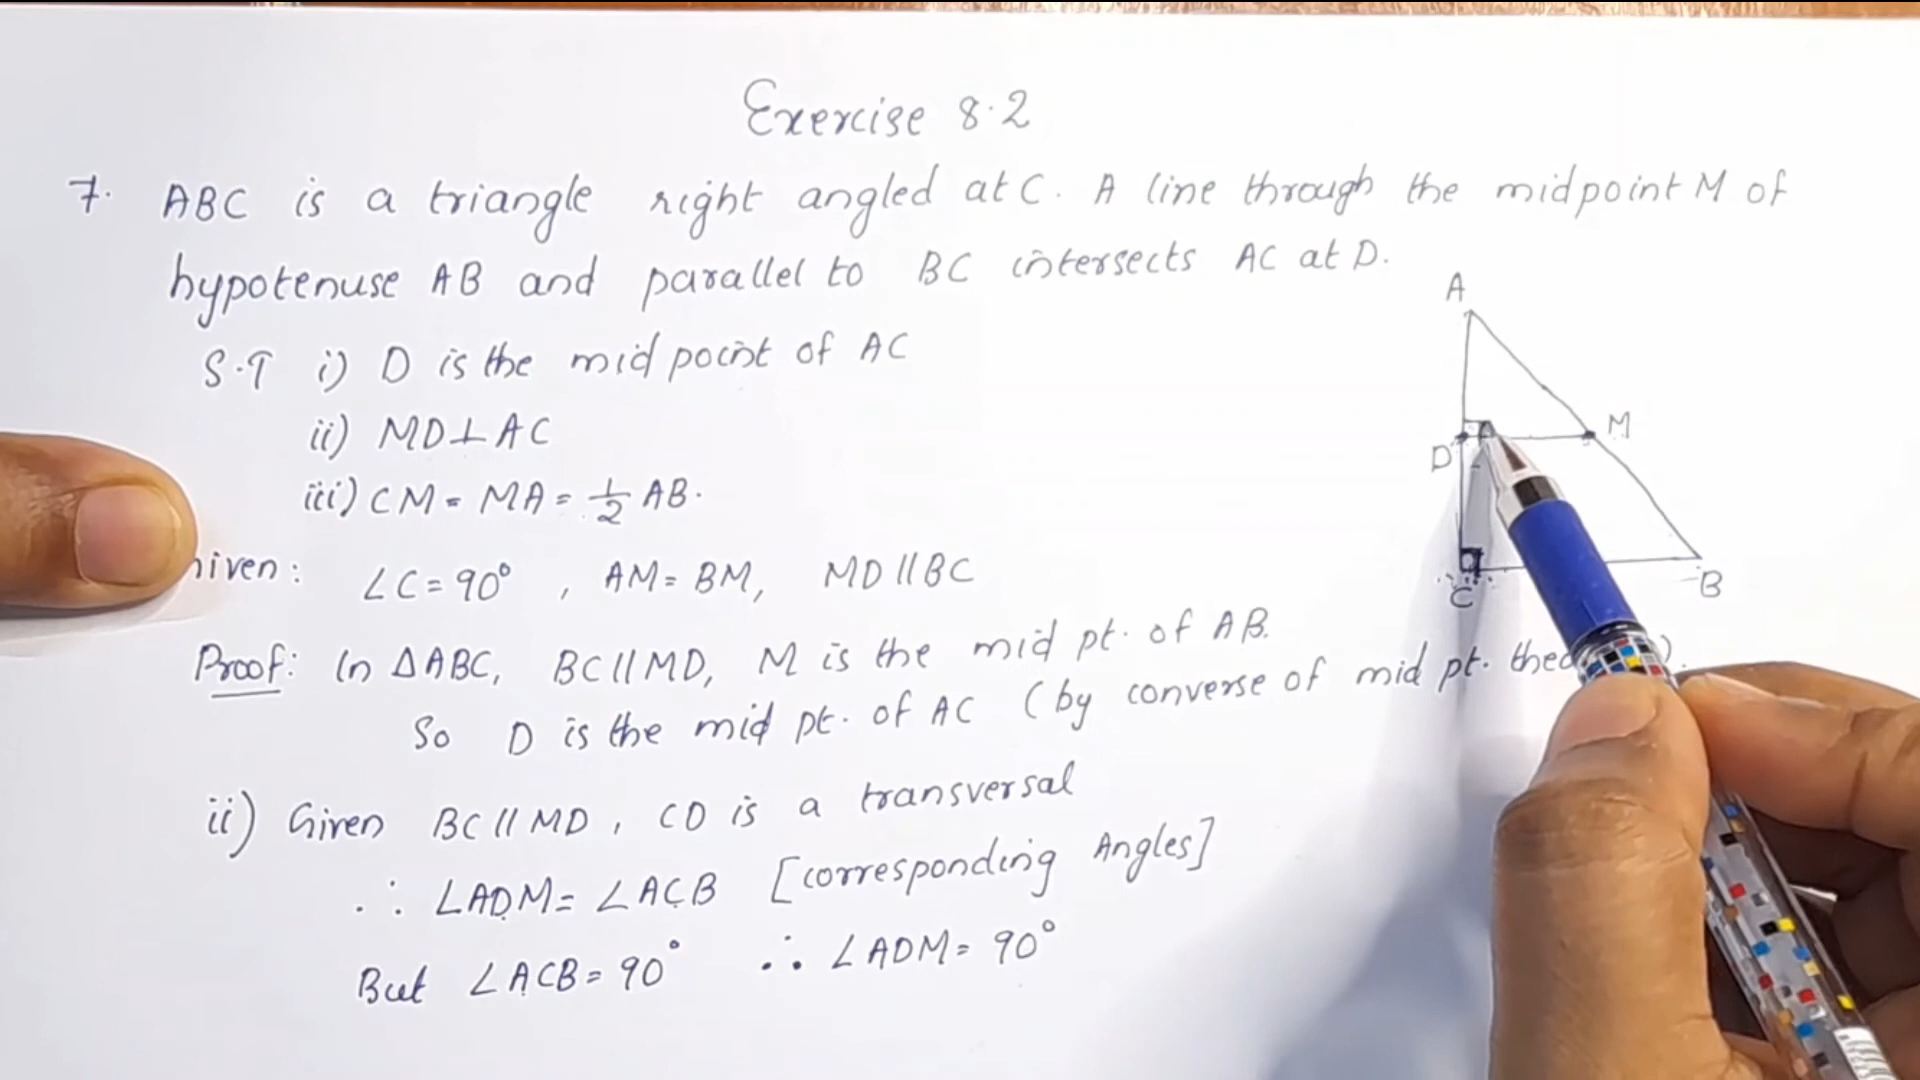 Exercise 8.2
7. ABC is a triangle right angled at C. A line through the midpoint M of
hypotenuse AB and parallel to BC intersects AC at D.
S.T i) D is the mid point of AC
ii) MD⊥AC
iii) CM = MA = 1/2 AB.
A
M
D
C
B
∠C = 90° , AM = BM, MD || BC
Proof: In ΔABC, BC || MD, M is the mid pt. of AB.
So D is the mid pt. of AC (by converse of mid pt.
ii) Given BC || MD , CD is a transversal
∴ ∠ADM = ∠ACB [corresponding Angles]
But ∠ACB = 90° ∴ ∠ADM = 90°